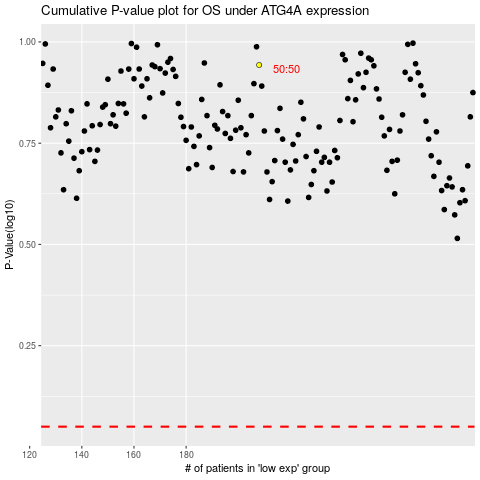 Cumulative P-value plot for OS under ATG4A expression
1.00
50:50
0.75
P-Value(log10)
0.50
0.25
120 140 160 180
# of patients in 'low exp' group